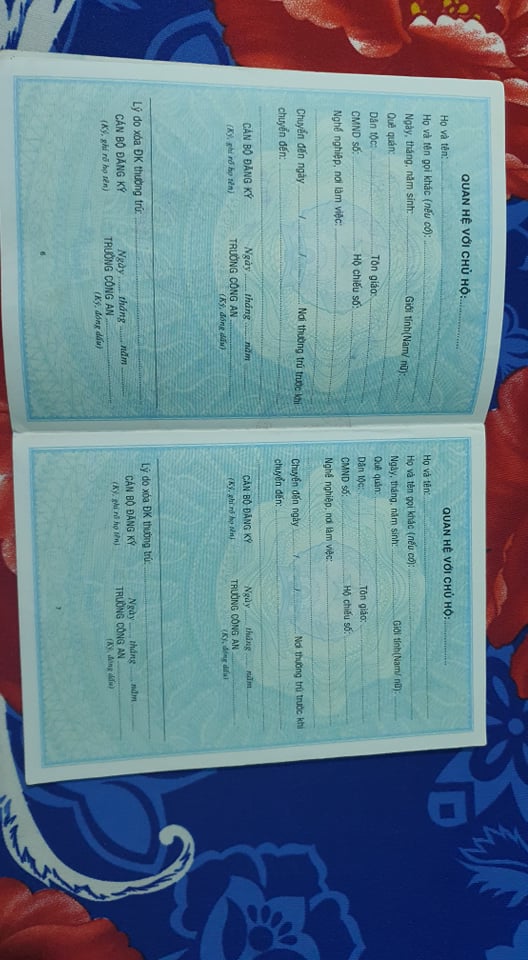 QUAN HỆ VỚI CHỦ HỘ:....................
Họ và tên:....................
Họ và tên gọi khác (nếu có):....................
Ngày, tháng, năm sinh:.................... Giới tính(Nam/ nữ):....................
Quê quán:....................
Dân tộc:.................... Tôn giáo:....................
CMND số:.................... Hộ chiếu số:....................
Nghề nghiệp, nơi làm việc:....................
Chuyển đến ngày ........../........../.......... Nơi thường trú trước khi
chuyển đến:....................
Ngày ..... tháng ..... năm ..........
CÁN BỘ ĐĂNG KÝ TRƯỞNG CÔNG AN ....................
(Ký, ghi rõ họ tên) (Ký, đóng dấu)
Lý do xóa ĐK thường trú:....................
Ngày ..... tháng ..... năm ..........
CÁN BỘ ĐĂNG KÝ TRƯỞNG CÔNG AN ....................
(Ký, ghi rõ họ tên) (Ký, đóng dấu)
6
QUAN HỆ VỚI CHỦ HỘ:....................
Họ và tên:....................
Họ và tên gọi khác (nếu có):....................
Ngày, tháng, năm sinh:.................... Giới tính(Nam/ nữ):....................
Quê quán:....................
Dân tộc:.................... Tôn giáo:....................
CMND số:.................... Hộ chiếu số:....................
Nghề nghiệp, nơi làm việc:....................
Chuyển đến ngày ........../........../.......... Nơi thường trú trước khi
chuyển đến:....................
Ngày ..... tháng ..... năm ..........
CÁN BỘ ĐĂNG KÝ TRƯỞNG CÔNG AN ....................
(Ký, ghi rõ họ tên) (Ký, đóng dấu)
Lý do xóa ĐK thường trú:....................
Ngày ..... tháng ..... năm ..........
CÁN BỘ ĐĂNG KÝ TRƯỞNG CÔNG AN ....................
(Ký, ghi rõ họ tên) (Ký, đóng dấu)
7